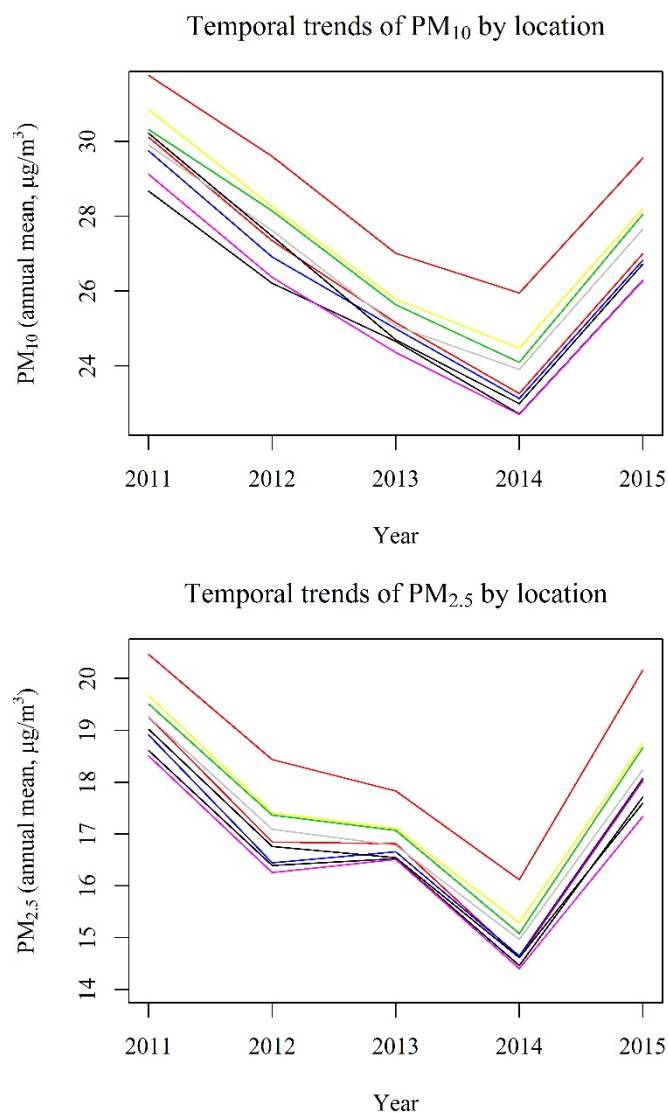 Temporal trends of PM₁₀ by location
PM₁₀ (annual mean, μg/m³)
30
28
26
24
2011 2012 2013 2014 2015
Year
Temporal trends of PM₂.₅ by location
PM₂.₅ (annual mean, μg/m³)
20
19
18
17
16
15
14
2011 2012 2013 2014 2015
Year